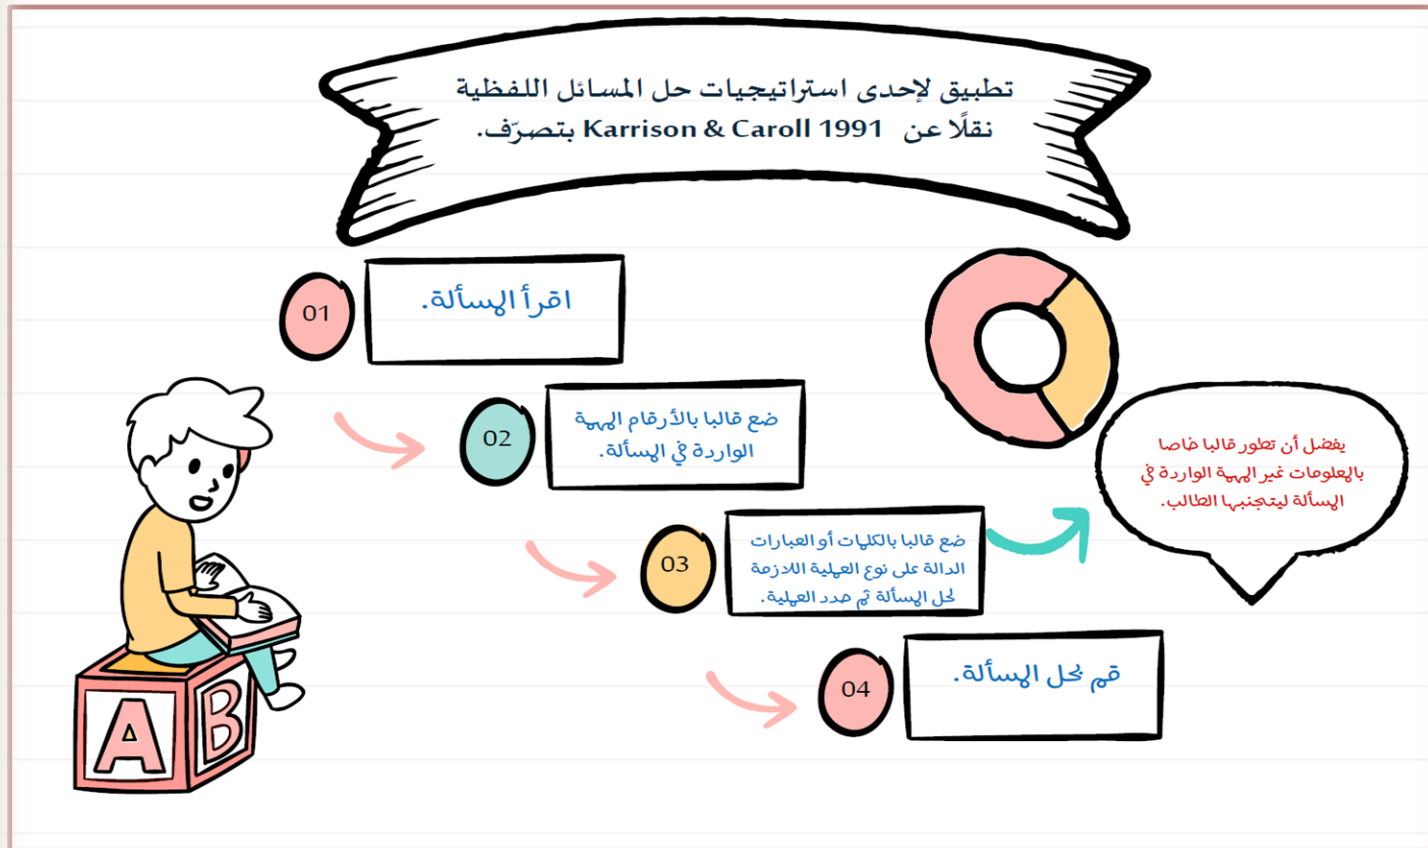 تطبيق لإحدى استراتيجيات حل المسائل اللفظية
نقلًا عن Karrison & Caroll 1991 بتصرّف.
01
اقرأ المسألة.
02
ضع قالبا بالأرقام المهمة
الواردة في المسألة.
03
ضع قالبا بالكلمات أو العبارات
الدالة على نوع العملية اللازمة
لحل المسألة ثم حدد العملية.
يفضل أن تطور قالبا خاصا
بالمعلومات غير المهمة الواردة في
المسألة ليتجنبها الطالب.
04
قم بحل المسألة.
A
B